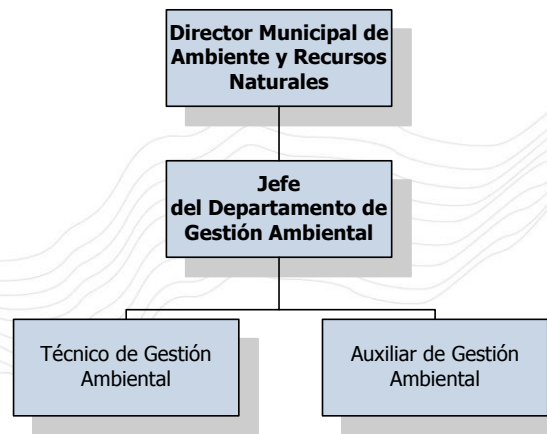 Director Municipal de
Ambiente y Recursos
Naturales
Jefe
del Departamento de
Gestión Ambiental
Técnico de Gestión
Ambiental
Auxiliar de Gestión
Ambiental